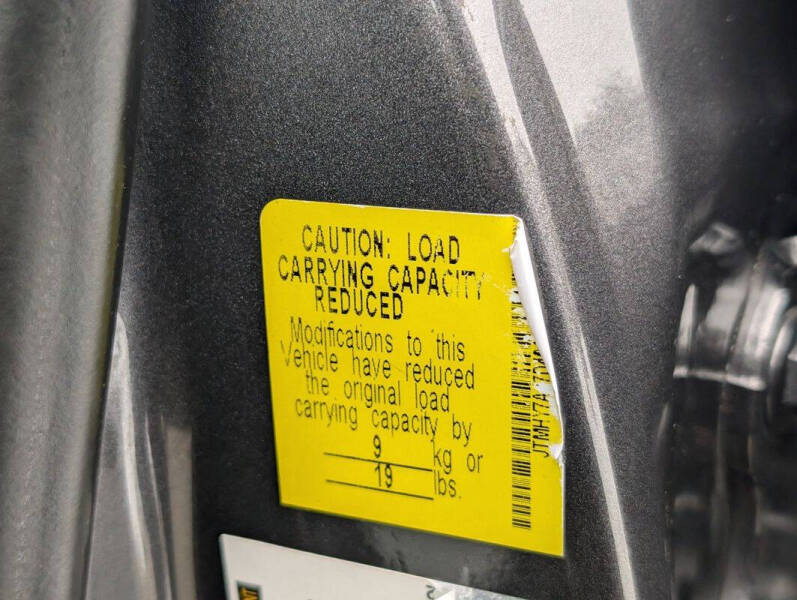 CAUTION: LOAD
CARRYING CAPACITY
REDUCED
Modifications to this
Vehicle have reduced
the original load
carrying capacity by
9 kg or
19 lbs.